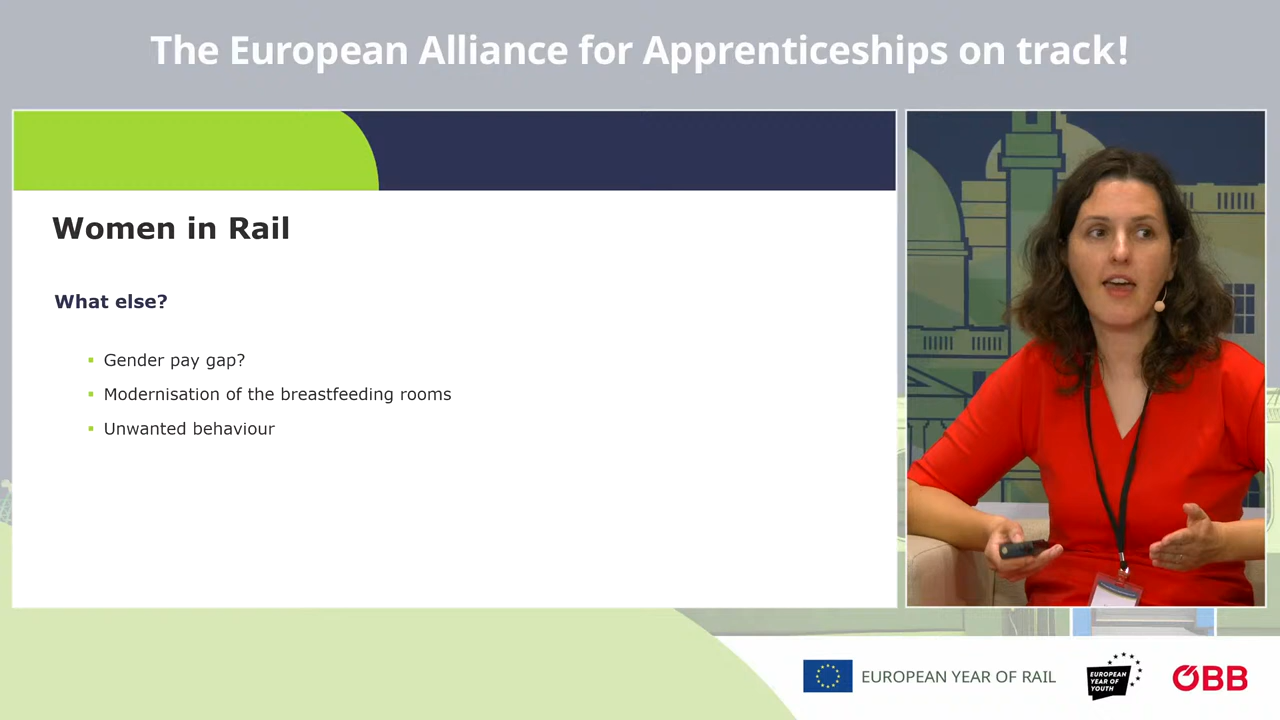 The European Alliance for Apprenticeships on track!
Women in Rail
What else?
Gender pay gap?
Modernisation of the breastfeeding rooms
Unwanted behaviour
EUROPEAN YEAR OF RAIL
EUROPEAN
YEAR OF
YOUTH
ÖBB